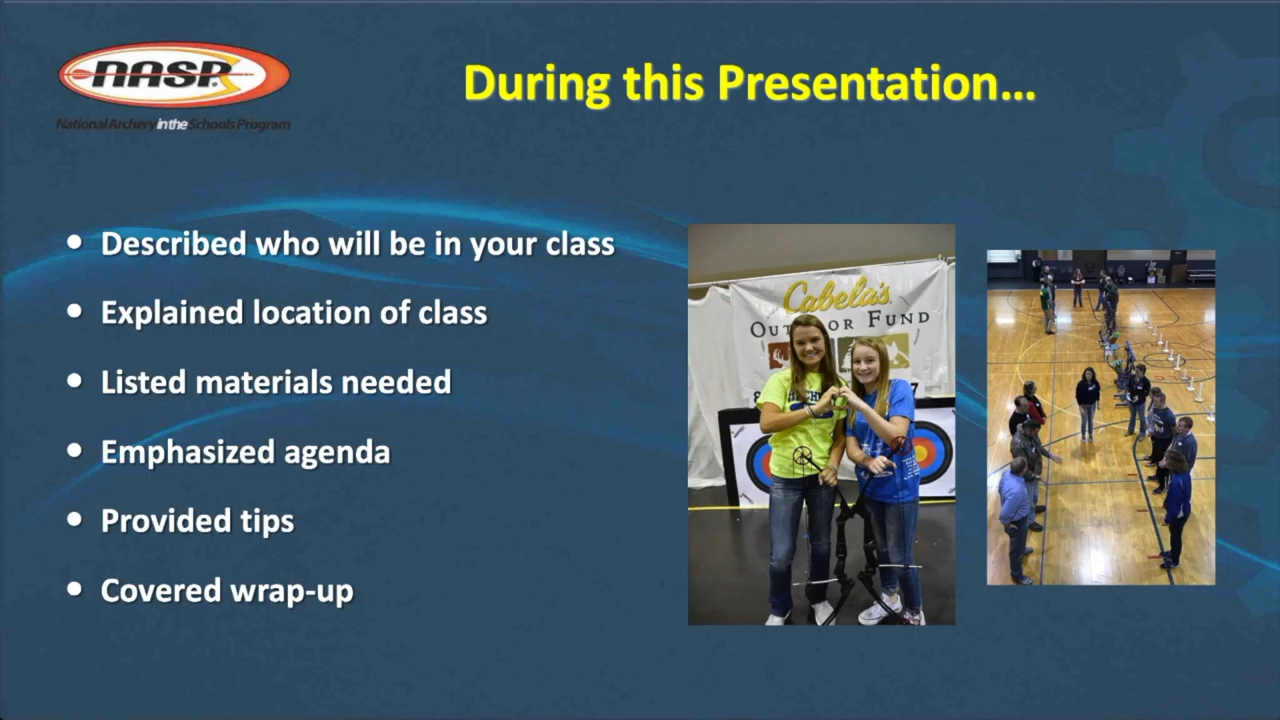 NASP
National Archery in the Schools Program
During this Presentation...
• Described who will be in your class
• Explained location of class
• Listed materials needed
• Emphasized agenda
• Provided tips
• Covered wrap-up
Cabela's
OUTDOOR FUND